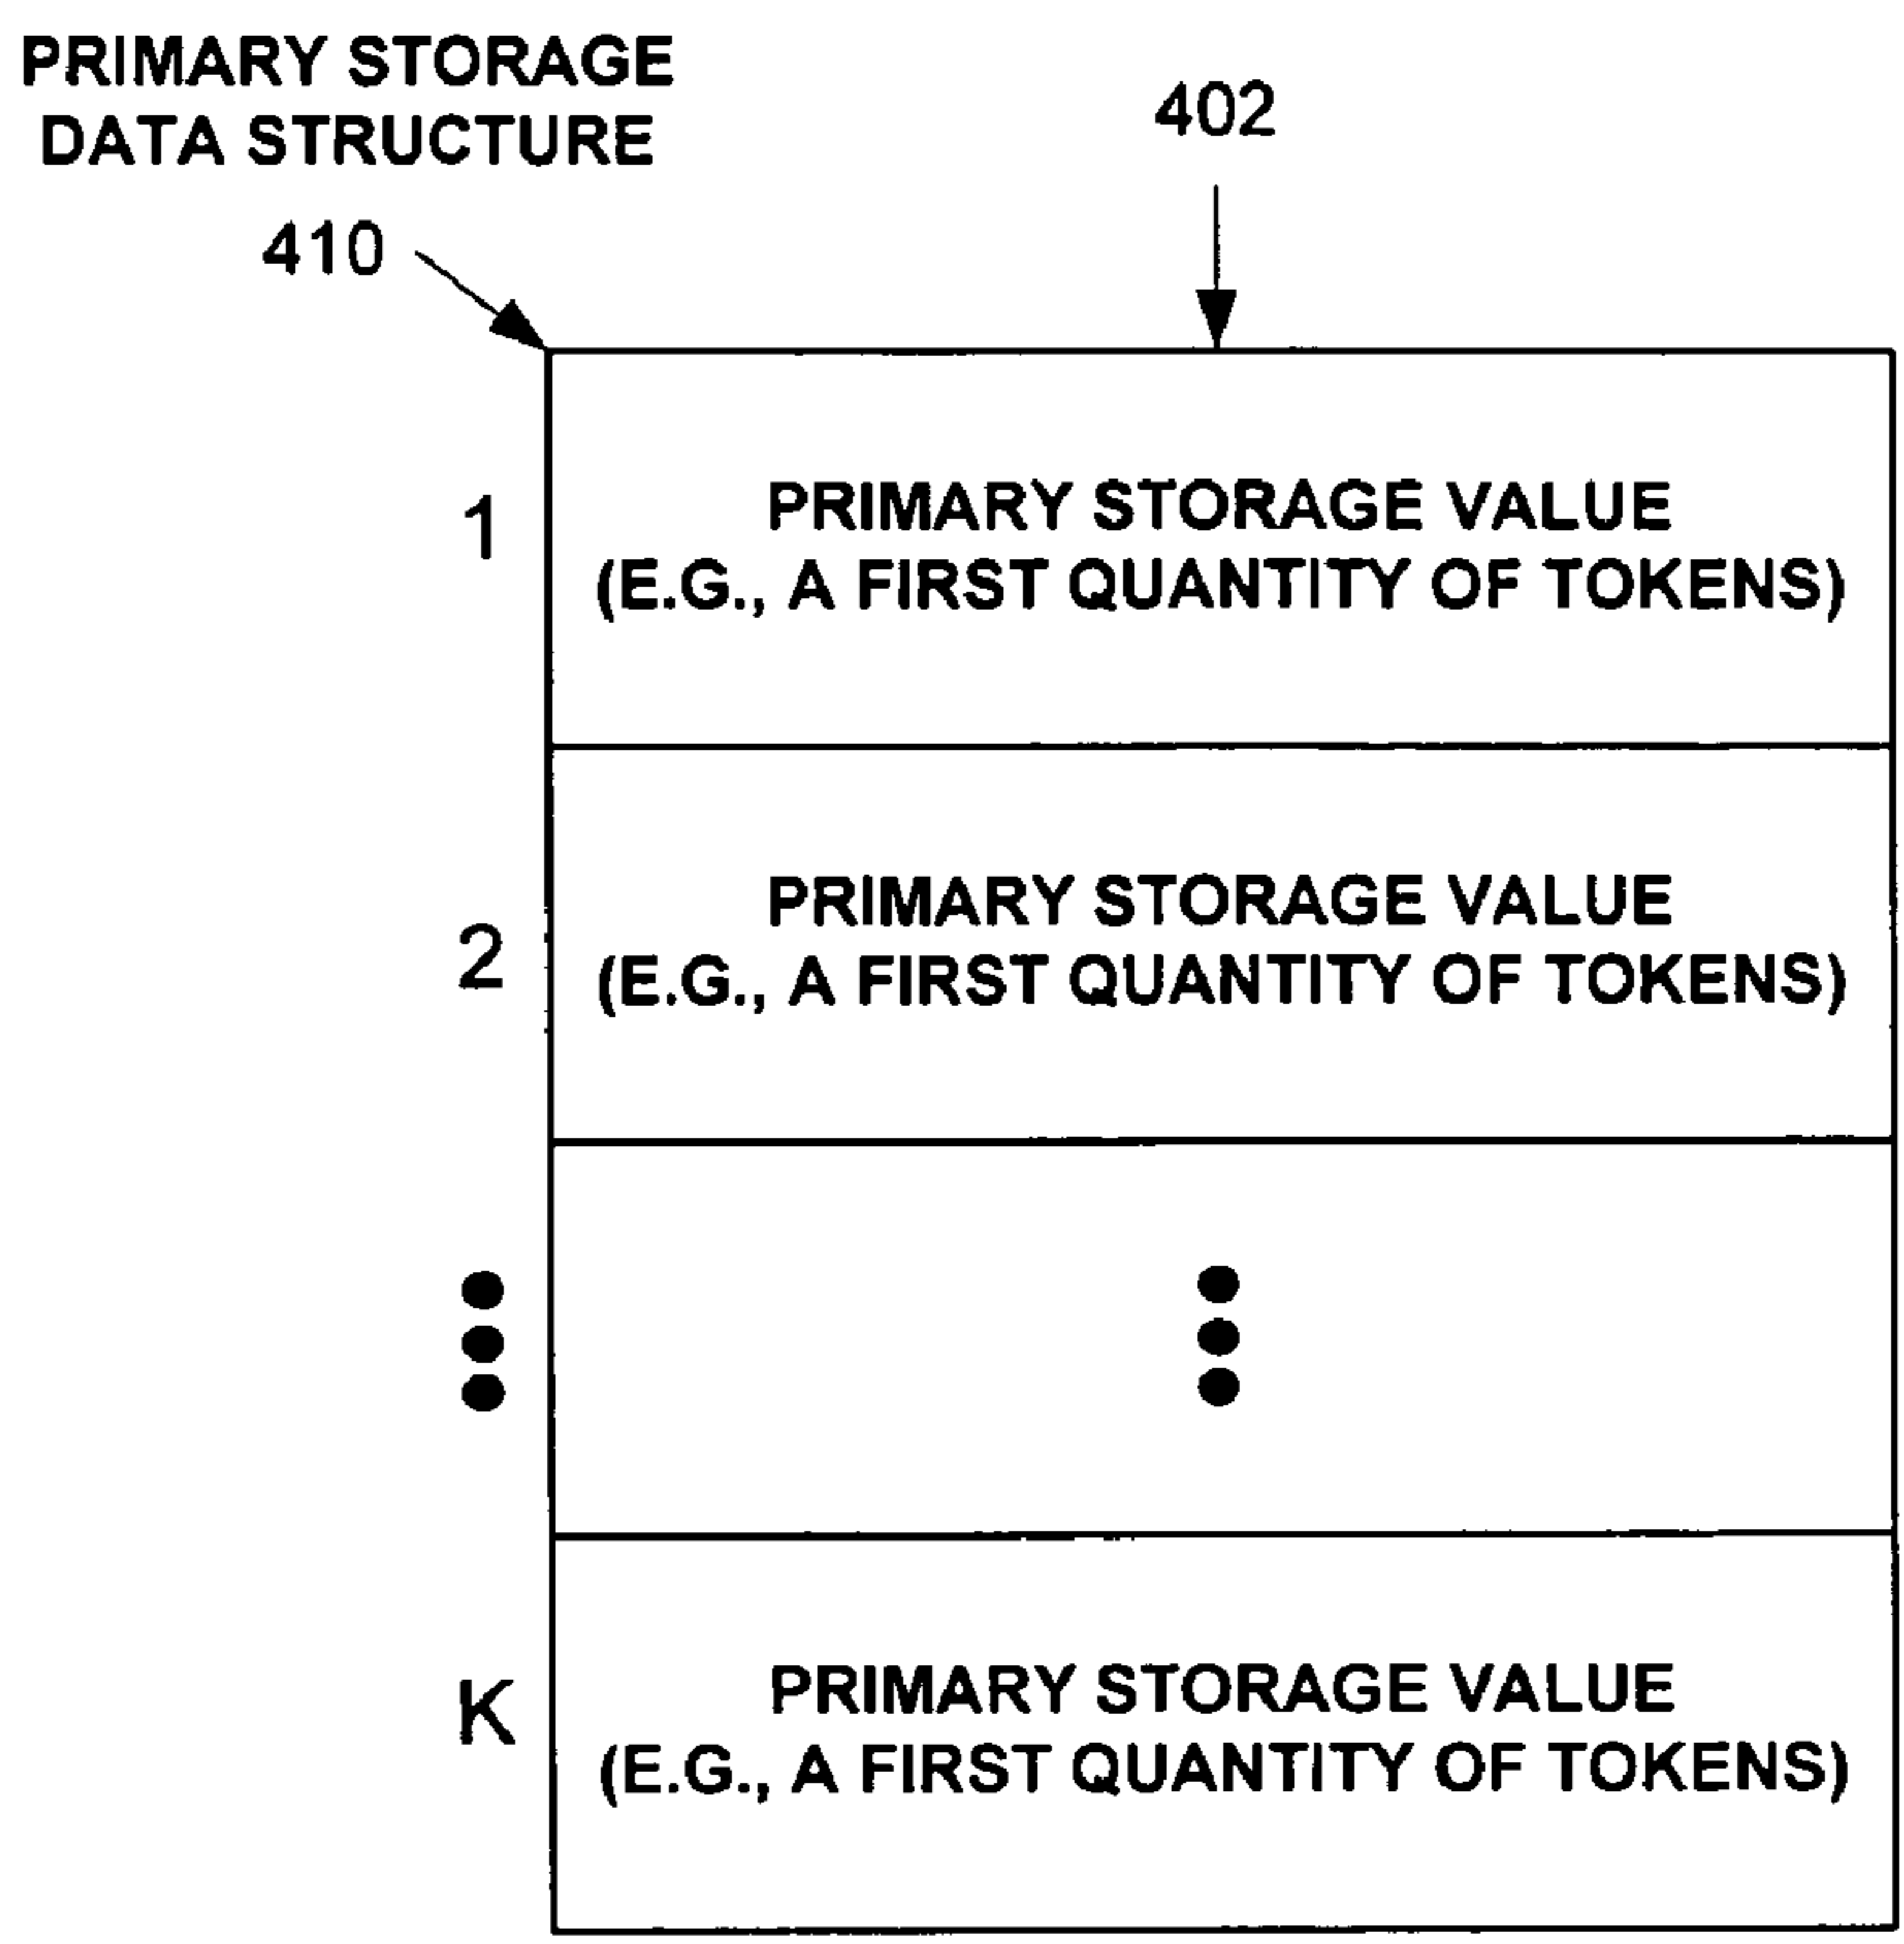 PRIMARY STORAGE
DATA STRUCTURE
410
402
1
PRIMARY STORAGE VALUE
(E.G., A FIRST QUANTITY OF TOKENS)
2
PRIMARY STORAGE VALUE
(E.G., A FIRST QUANTITY OF TOKENS)
K
PRIMARY STORAGE VALUE
(E.G., A FIRST QUANTITY OF TOKENS)